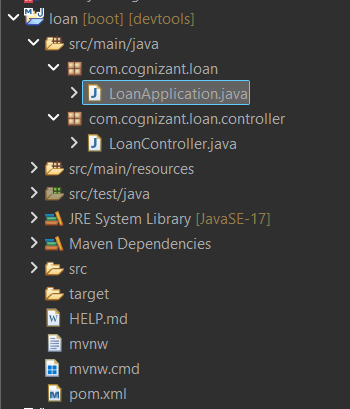 loan [boot] [devtools]
src/main/java
com.cognizant.loan
LoanApplication.java
com.cognizant.loan.controller
LoanController.java
src/main/resources
src/test/java
JRE System Library [JavaSE-17]
Maven Dependencies
src
target
HELP.md
mvnw
mvnw.cmd
pom.xml